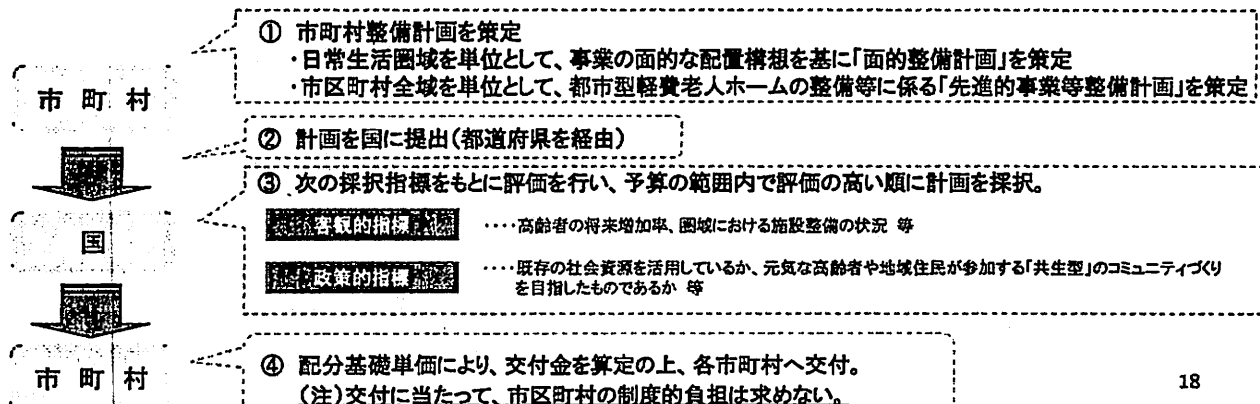 ① 市町村整備計画を策定
・日常生活圏域を単位として、事業の面的な配置構想を基に「面的整備計画」を策定
・市区町村全域を単位として、都市型軽費老人ホームの整備等に係る「先進的事業等整備計画」を策定
市 町 村
② 計画を国に提出(都道府県を経由)
③ 次の採択指標をもとに評価を行い、予算の範囲内で評価の高い順に計画を採択。
客観的指標
‥‥高齢者の将来増加率、圏域における施設整備の状況 等
国
政策的指標
‥‥既存の社会資源を活用しているか、元気な高齢者や地域住民が参加する「共生型」のコミュニティづくり
を目指したものであるか 等
④ 配分基礎単価により、交付金を算定の上、各市町村へ交付。
市 町 村
(注)交付に当たって、市区町村の制度的負担は求めない。
18